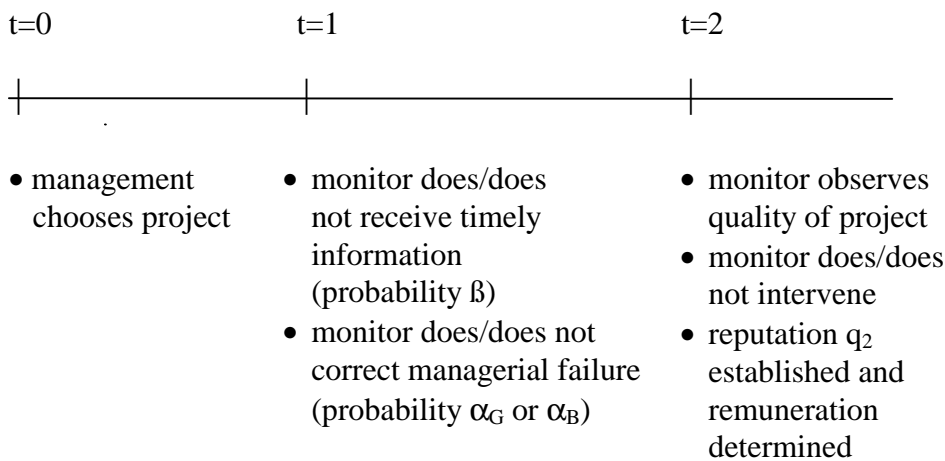 t=0
t=1
t=2
• management
chooses project
• monitor does/does
not receive timely
information
(probability ß)
• monitor does/does not
correct managerial failure
(probability αG or αB)
• monitor observes
quality of project
• monitor does/does
not intervene
• reputation q2
established and
remuneration
determined